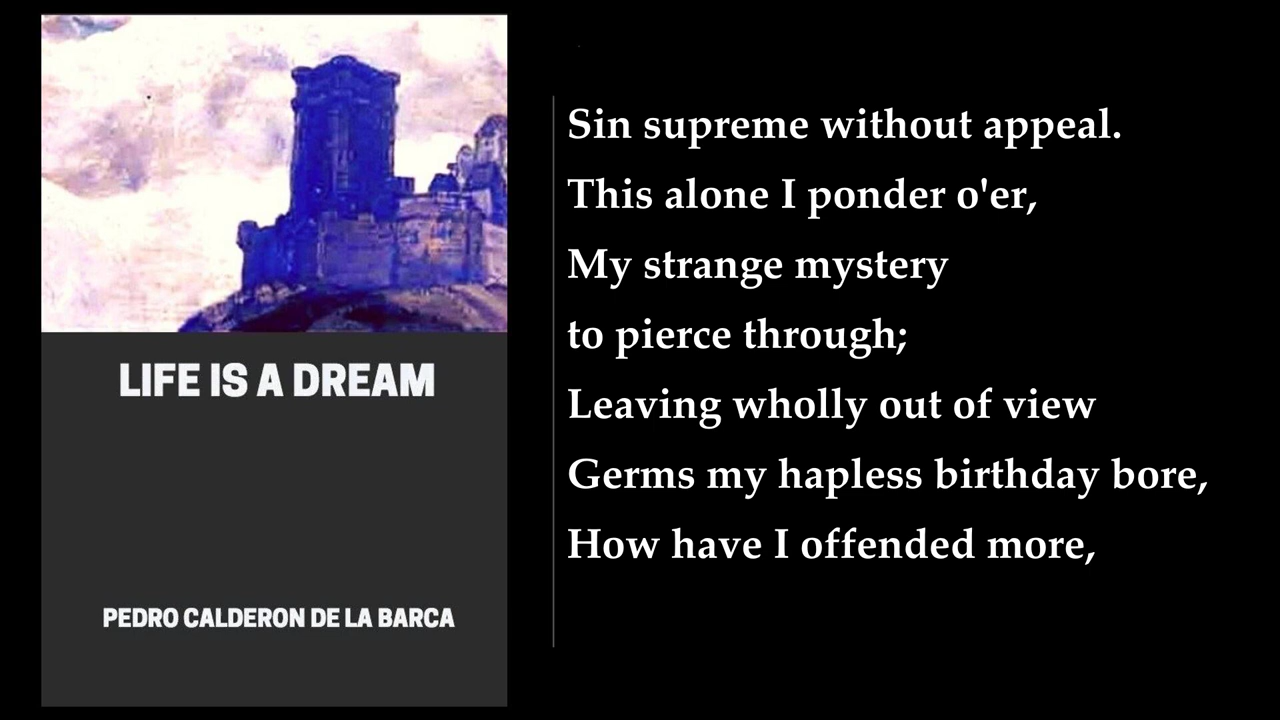 LIFE IS A DREAM
PEDRO CALDERON DE LA BARCA
Sin supreme without appeal.
This alone I ponder o'er,
My strange mystery
to pierce through;
Leaving wholly out of view
Germs my hapless birthday bore,
How have I offended more,